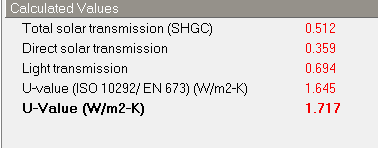 Calculated Values
Total solar transmission (SHGC) 0.512
Direct solar transmission 0.359
Light transmission 0.694
U-value (ISO 10292/ EN 673) (W/m2-K) 1.645
U-Value (W/m2-K) 1.717